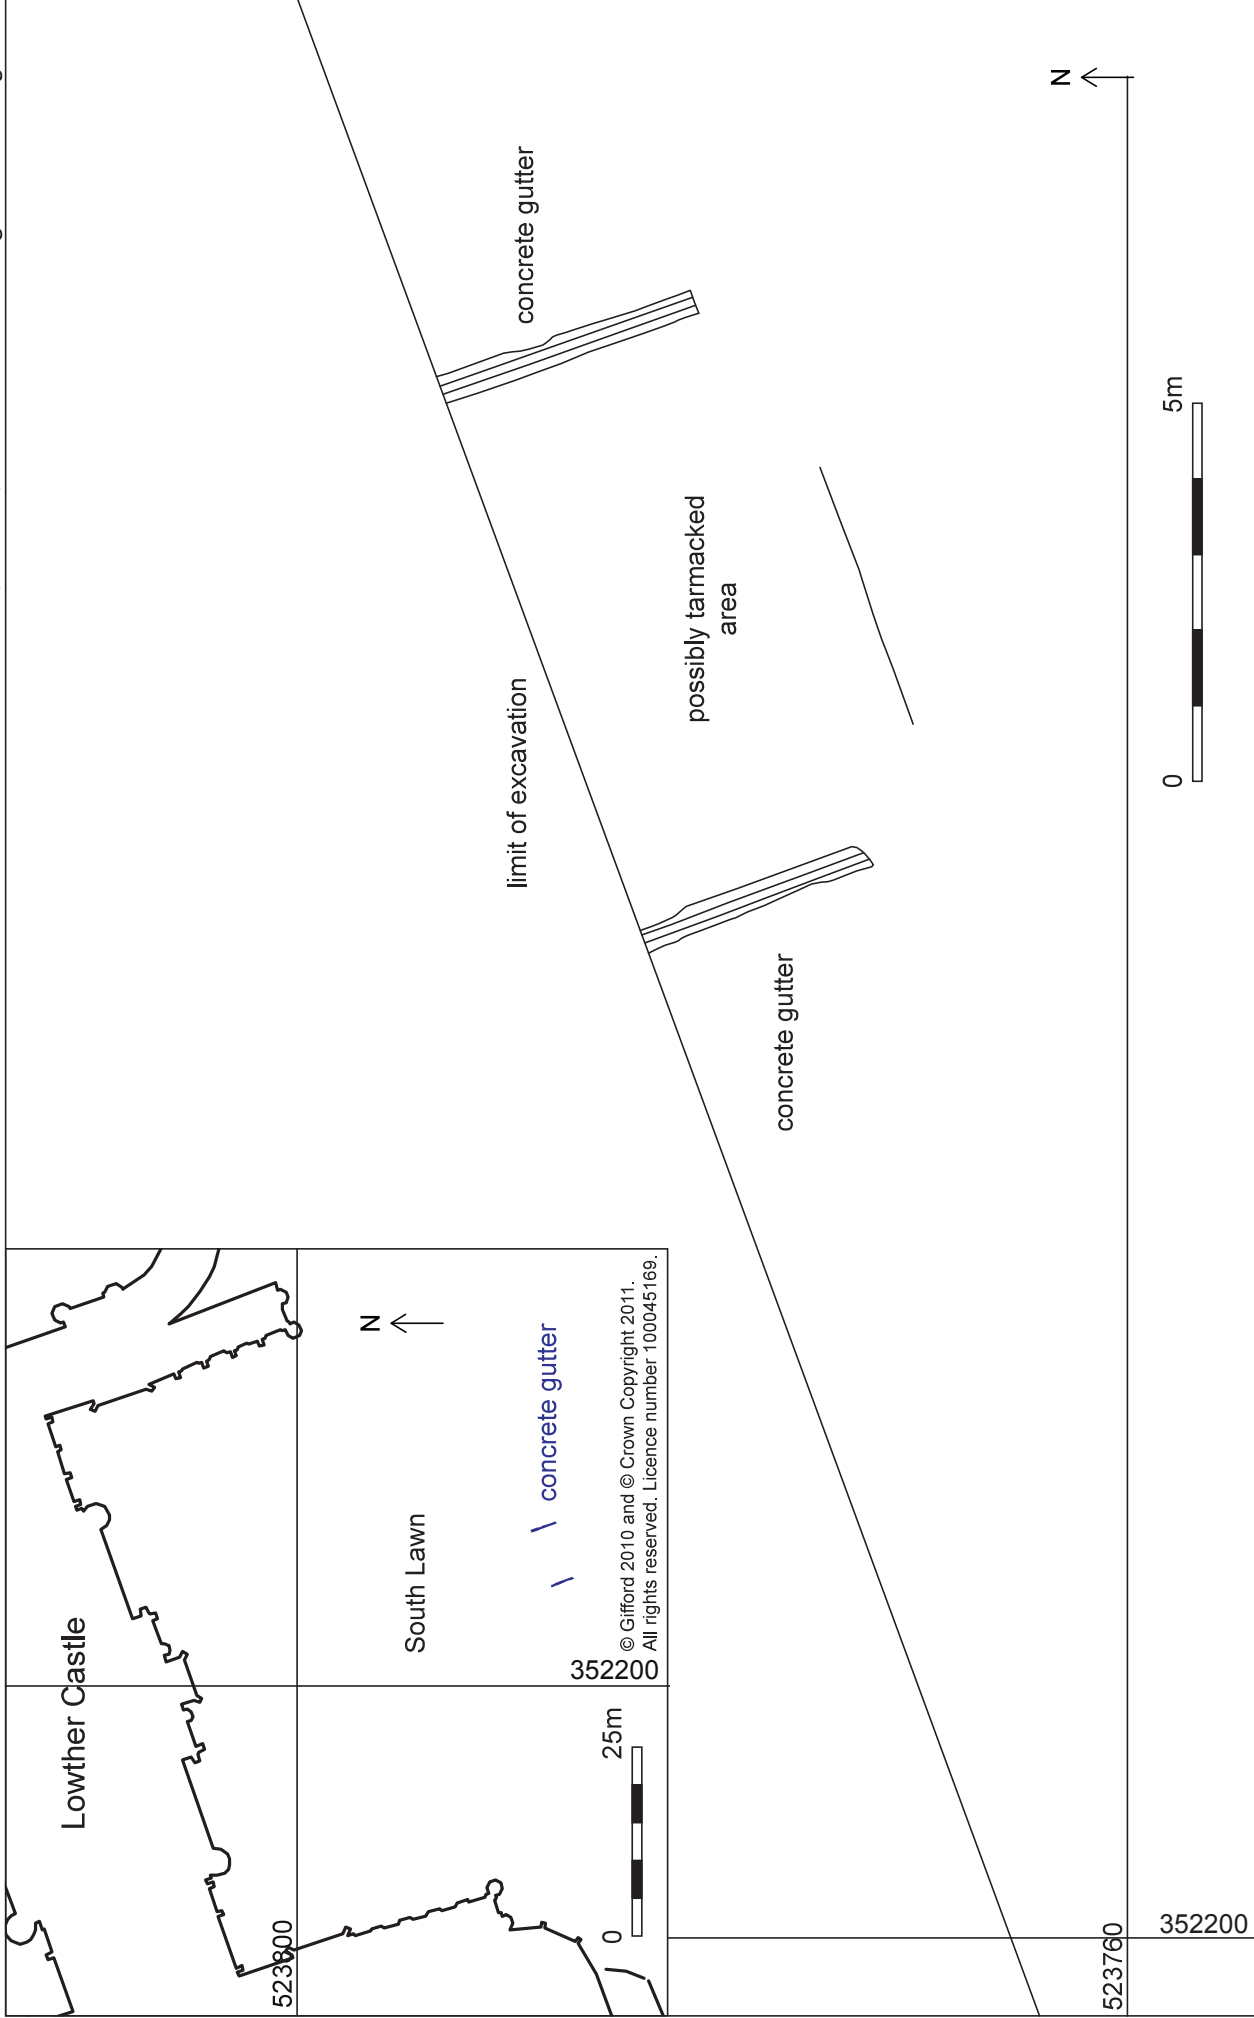 Lowther Castle
523800
N
South Lawn
concrete gutter
0
25m
352200
© Gifford 2010 and © Crown Copyright 2011.
All rights reserved. Licence number 100045169.
limit of excavation
concrete gutter
possibly tarmacked
area
concrete gutter
N
523760
352200
0
5m